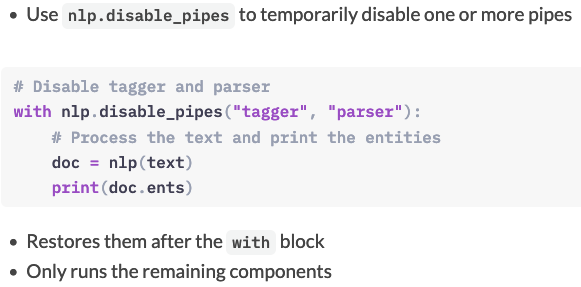 • Use nlp.disable_pipes to temporarily disable one or more pipes
# Disable tagger and parser
with nlp.disable_pipes("tagger", "parser"):
    # Process the text and print the entities
    doc = nlp(text)
    print(doc.ents)
• Restores them after the with block
• Only runs the remaining components